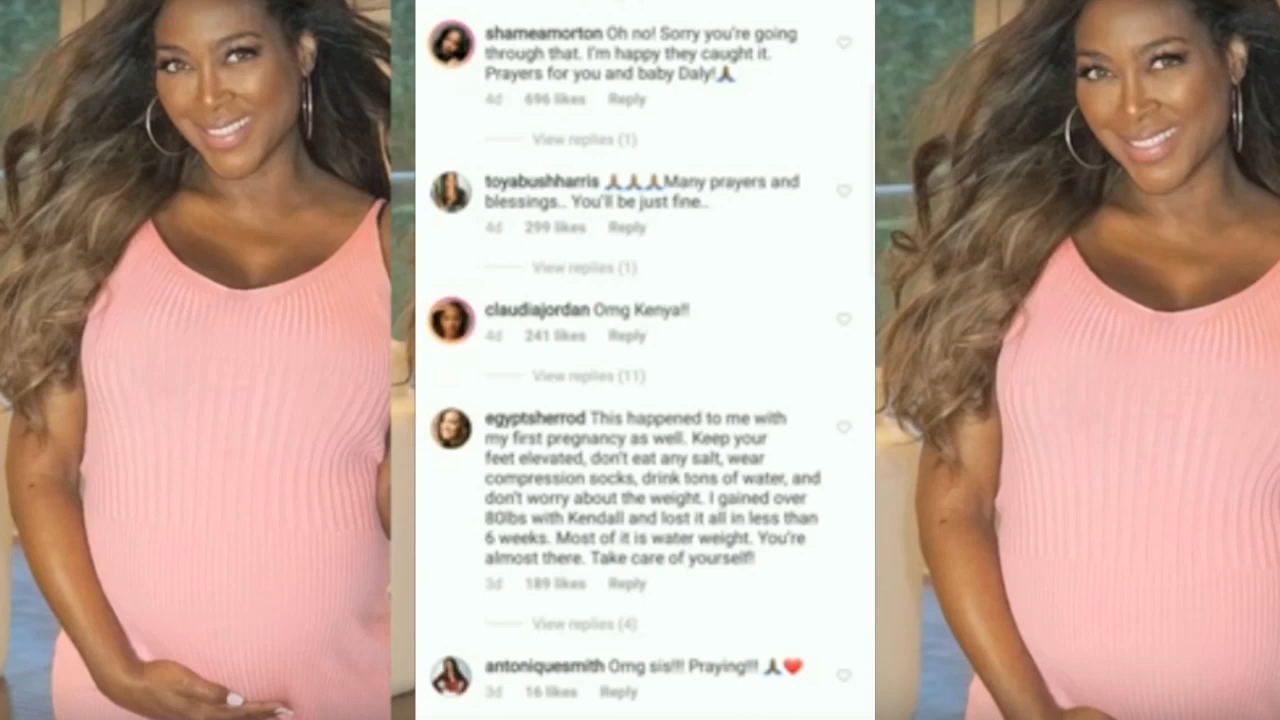 shameamorton Oh no! Sorry you're going
through that. I'm happy they caught it.
Prayers for you and baby Daly!🙏🏾
4d 696 likes Reply
View replies (1)
toyabushharris 🙏🏾🙏🏾🙏🏾Many prayers and
blessings.. You'll be just fine..
4d 299 likes Reply
View replies (1)
claudiajordan Omg Kenya!!
4d 241 likes Reply
View replies (11)
egyptsherrod This happened to me with
my first pregnancy as well. Keep your
feet elevated, don't eat any salt, wear
compression socks, drink tons of water, and
don't worry about the weight. I gained over
80lbs with Kendall and lost it all in less than
6 weeks. Most of it is water weight. You're
almost there. Take care of yourself!
3d 189 likes Reply
View replies (4)
antoniquesmith Omg sis!!! Praying!!! 🙏🏾❤️
3d 16 likes Reply